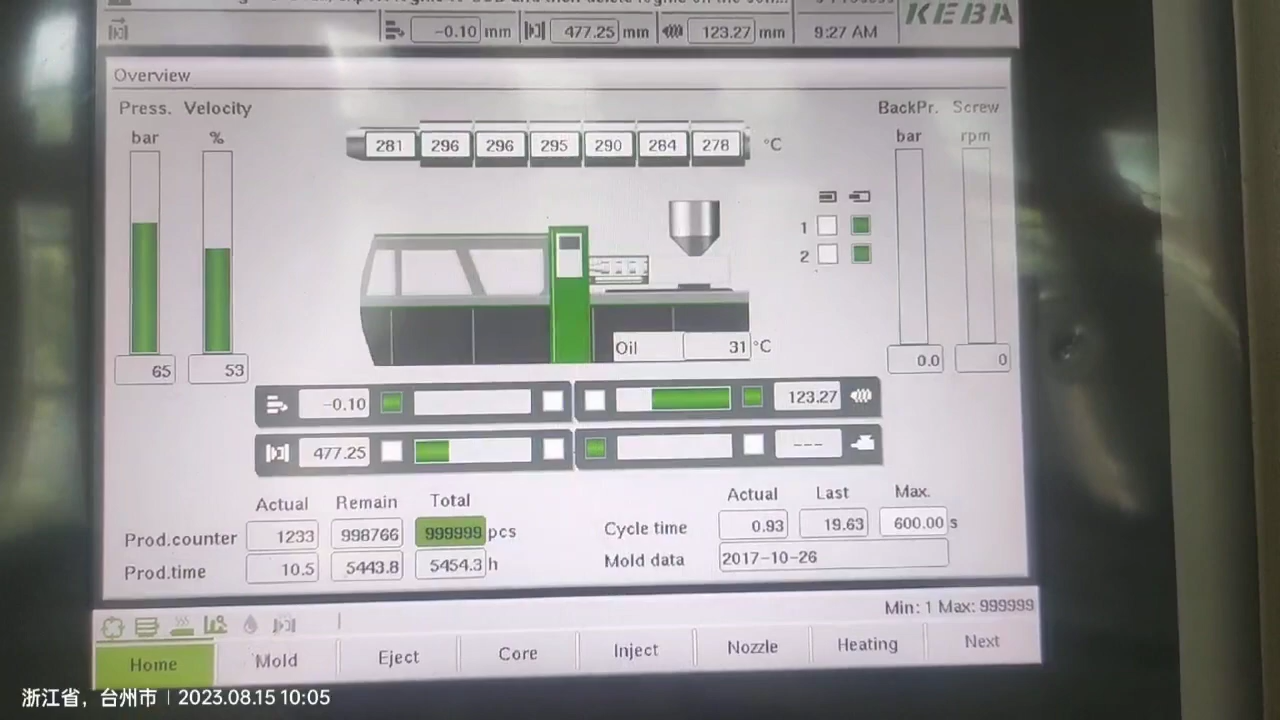 -0.10 mm 477.25 mm 123.27 mm 9:27 AM KEBA
Overview
Press. Velocity BackPr. Screw
bar % bar rpm
281 296 296 295 290 284 278 °C
1
2
Oil 31 °C
65 53 0.0 0
-0.10 123.27
477.25 ---
Actual Remain Total Actual Last Max.
Prod.counter 1233 998766 999999 pcs Cycle time 0.93 19.63 600.00 s
Prod.time 10.5 5443.8 5454.3 h Mold data 2017-10-26
Min: 1 Max: 999999
Home Mold Eject Core Inject Nozzle Heating Next
浙江省，台州市 | 2023.08.15 10:05